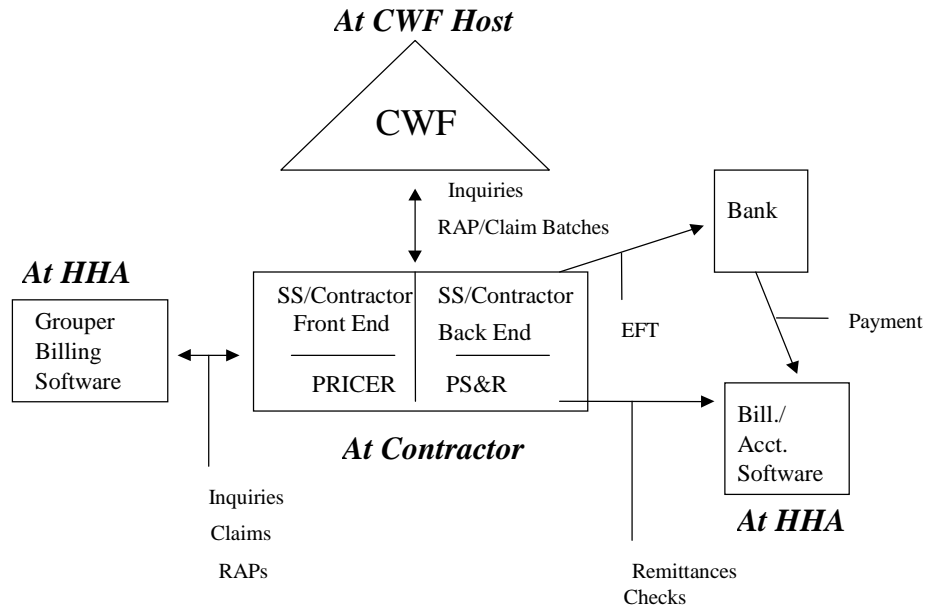 At CWF Host
CWF
Inquiries
RAP/Claim Batches
Bank
At HHA
Grouper
Billing
Software
SS/Contractor
Front End
PRICER
SS/Contractor
Back End
PS&R
EFT
Payment
At Contractor
Bill./
Acct.
Software
At HHA
Inquiries
Claims
RAPs
Remittances
Checks